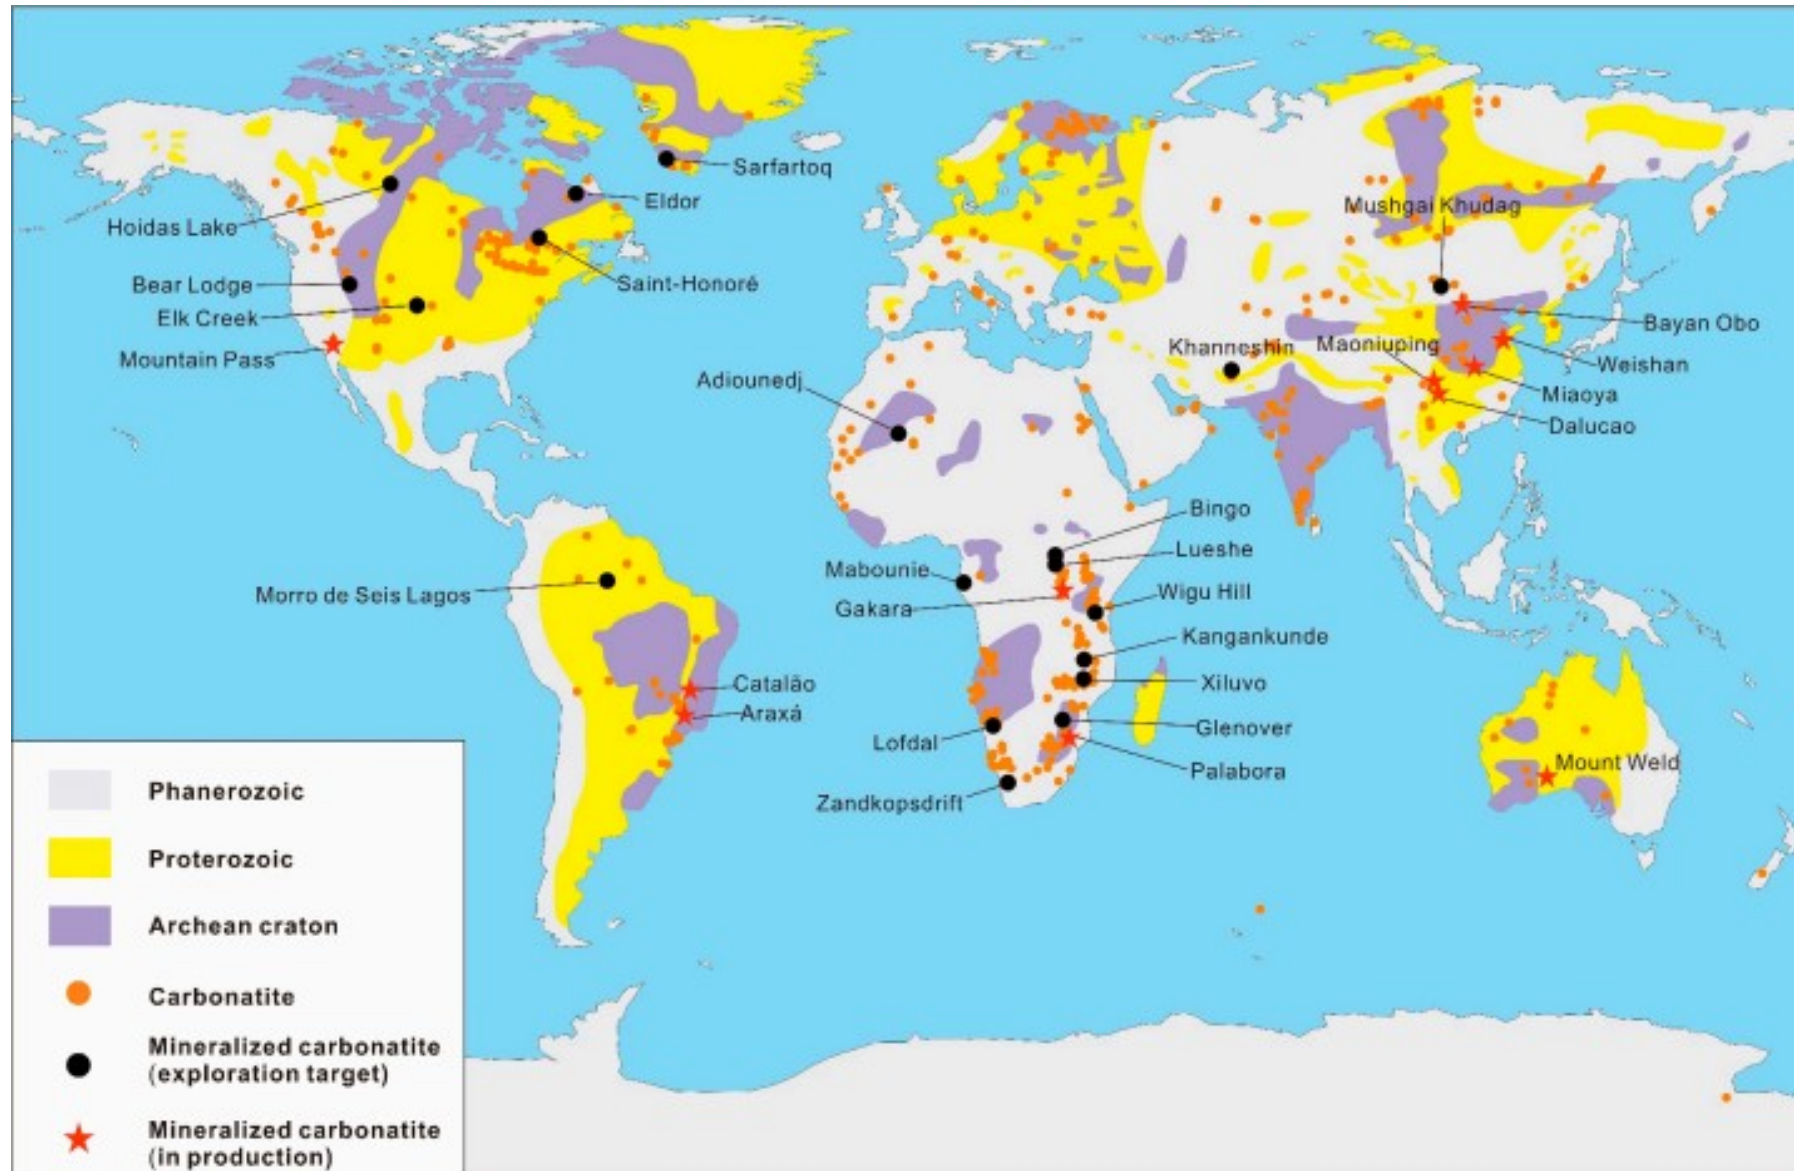 Sarfartoq
Eldor
Hoidas Lake
Mushgai Khudag
Bear Lodge
Saint-Honoré
Elk Creek
Bayan Obo
Mountain Pass
Khanneshin
Maoniuping
Weishan
Adiounedj
Miaoya
Dalucao
Bingo
Lueshe
Mabounie
Wigu Hill
Morro de Seis Lagos
Gakara
Kangankunde
Catalão
Xiluvo
Araxá
Glenover
Lofdal
Mount Weld
Palabora
Zandkopsdrift
Phanerozoic
Proterozoic
Archean craton
Carbonatite
Mineralized carbonatite
(exploration target)
Mineralized carbonatite
(in production)